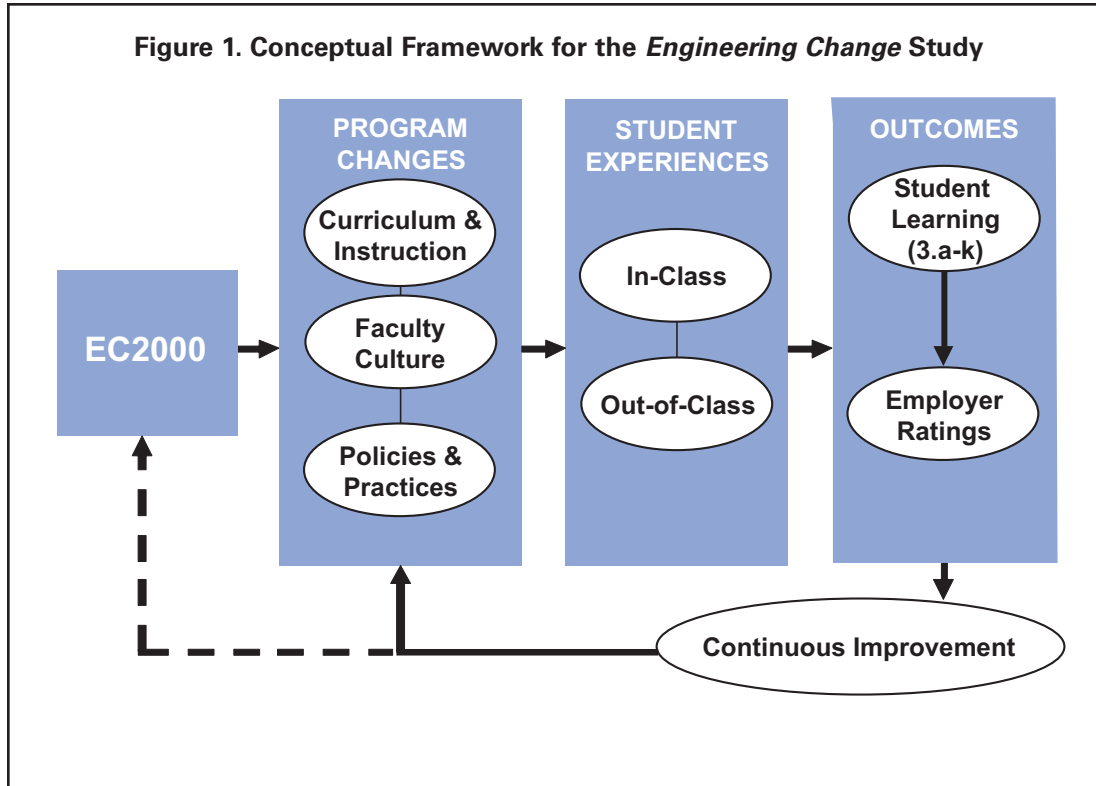 Figure 1. Conceptual Framework for the Engineering Change Study
PROGRAM
CHANGES
Curriculum &
Instruction
Faculty
Culture
Policies &
Practices
STUDENT
EXPERIENCES
In-Class
Out-of-Class
OUTCOMES
Student
Learning
(3.a-k)
Employer
Ratings
EC2000
Continuous Improvement